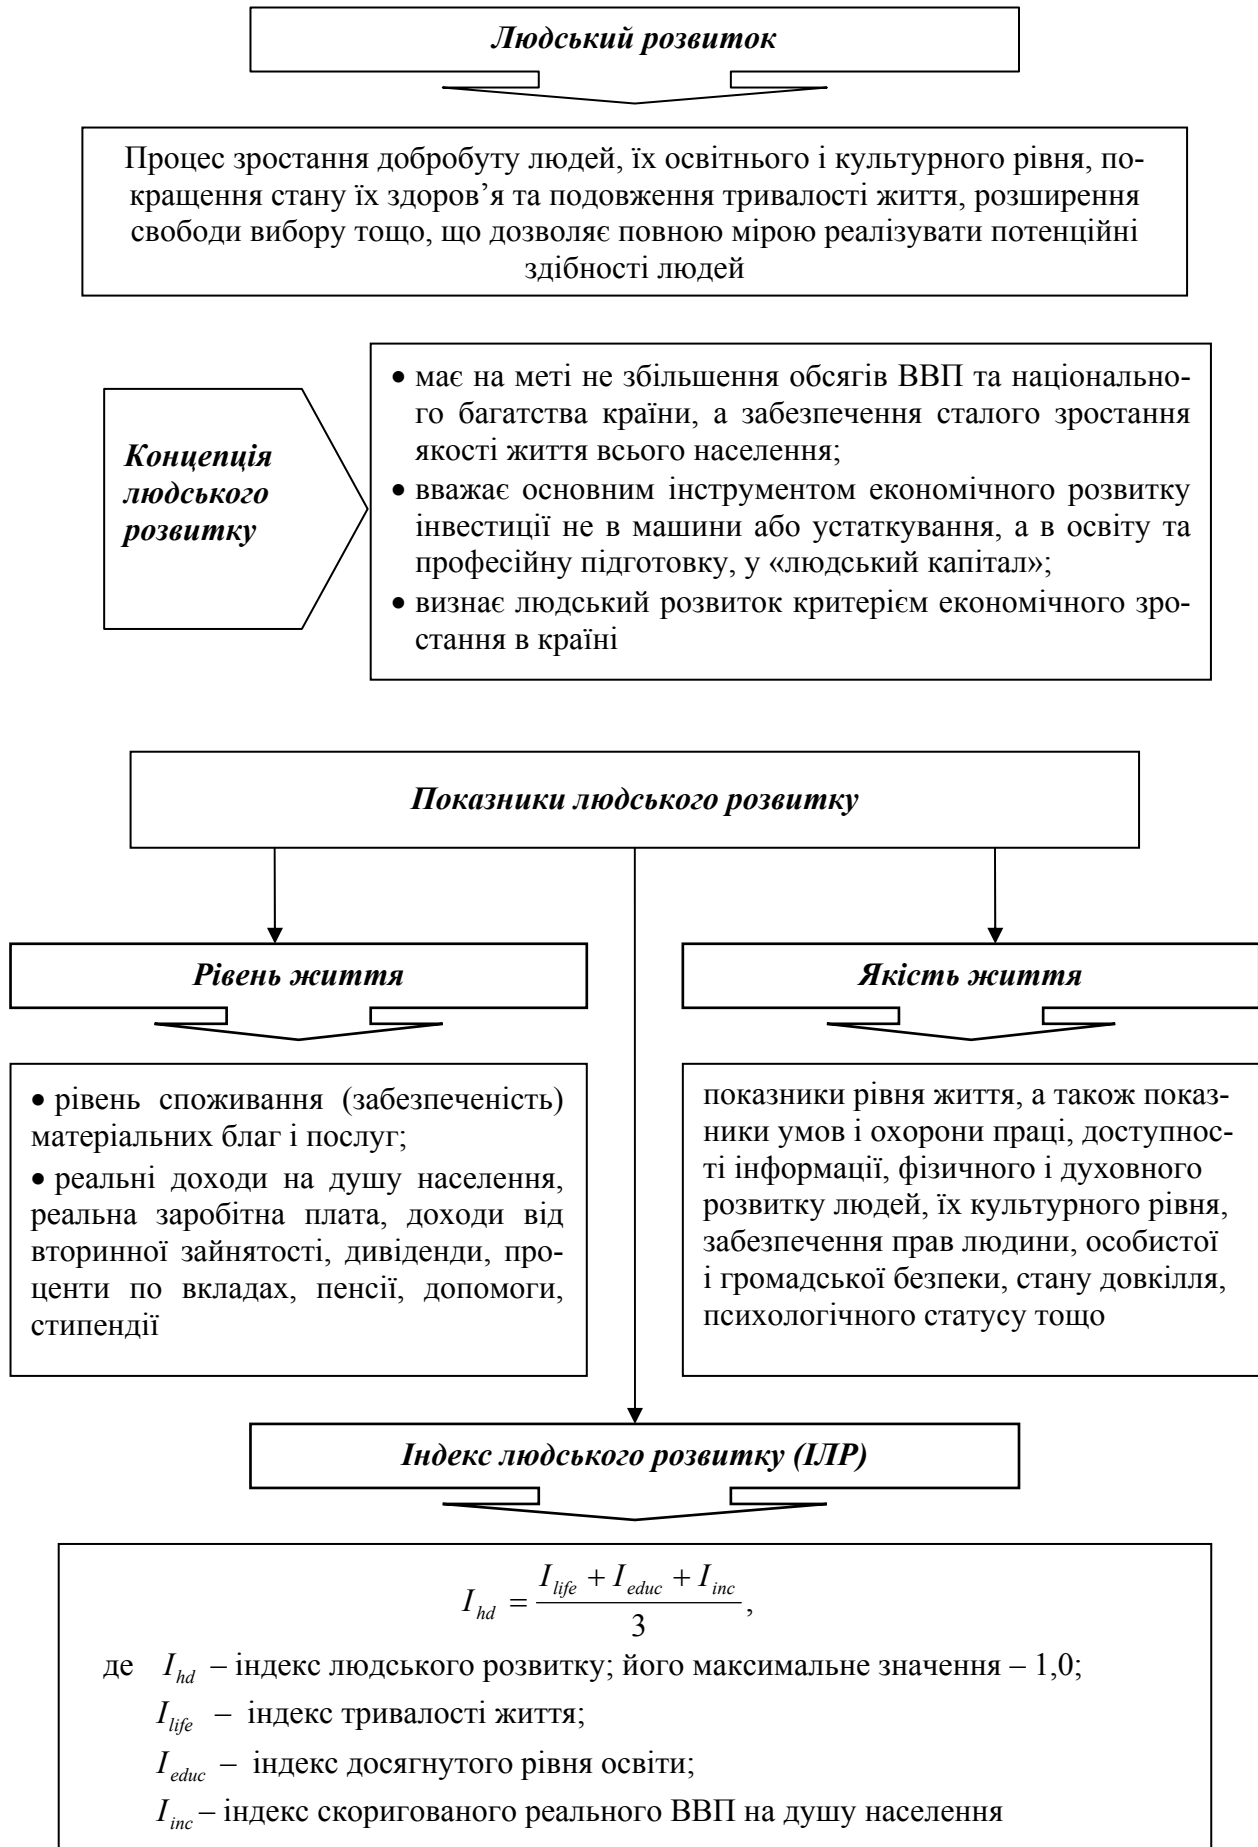 Людський розвиток
Процес зростання добробуту людей, їх освітнього і культурного рівня, по-
кращення стану їх здоров’я та подовження тривалості життя, розширення
свободи вибору тощо, що дозволяє повною мірою реалізувати потенційні
здібності людей
Концепція
людського
розвитку
• має на меті не збільшення обсягів ВВП та національно-
го багатства країни, а забезпечення сталого зростання
якості життя всього населення;
• вважає основним інструментом економічного розвитку
інвестиції не в машини або устаткування, а в освіту та
професійну підготовку, у «людський капітал»;
• визнає людський розвиток критерієм економічного зро-
стання в країні
Показники людського розвитку
Рівень життя
• рівень споживання (забезпеченість)
матеріальних благ і послуг;
• реальні доходи на душу населення,
реальна заробітна плата, доходи від
вторинної зайнятості, дивіденди, про-
центи по вкладах, пенсії, допомоги,
стипендії
Якість життя
показники рівня життя, а також показ-
ники умов і охорони праці, доступнос-
ті інформації, фізичного і духовного
розвитку людей, їх культурного рівня,
забезпечення прав людини, особистої
і громадської безпеки, стану довкілля,
психологічного статусу тощо
Індекс людського розвитку (ІЛР)
I_hd = (I_life + I_educ + I_inc) / 3 ,
де I_hd – індекс людського розвитку; його максимальне значення – 1,0;
I_life – індекс тривалості життя;
I_educ – індекс досягнутого рівня освіти;
I_inc – індекс скоригованого реального ВВП на душу населення